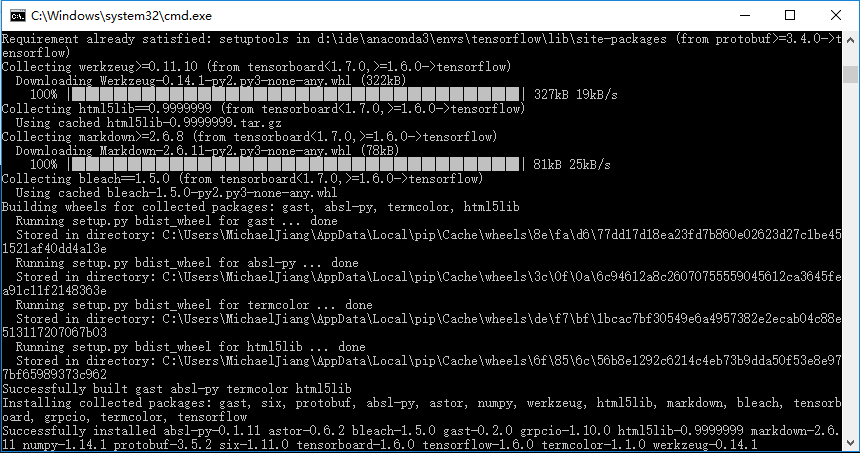 C:\Windows\system32\cmd.exe
Requirement already satisfied: setuptools in d:\ide\anaconda3\envs\tensorflow\lib\site-packages (from protobuf>=3.4.0->t
ensorflow)
Collecting werkzeug>=0.11.10 (from tensorboard<1.7.0,>=1.6.0->tensorflow)
  Downloading Werkzeug-0.14.1-py2.py3-none-any.whl (322kB)
    100% |████████████████████████████████| 327kB 19kB/s
Collecting html5lib==0.9999999 (from tensorboard<1.7.0,>=1.6.0->tensorflow)
  Using cached html5lib-0.9999999.tar.gz
Collecting markdown>=2.6.8 (from tensorboard<1.7.0,>=1.6.0->tensorflow)
  Downloading Markdown-2.6.11-py2.py3-none-any.whl (78kB)
    100% |████████████████████████████████| 81kB 25kB/s
Collecting bleach==1.5.0 (from tensorboard<1.7.0,>=1.6.0->tensorflow)
  Using cached bleach-1.5.0-py2.py3-none-any.whl
Building wheels for collected packages: gast, absl-py, termcolor, html5lib
  Running setup.py bdist_wheel for gast ... done
  Stored in directory: C:\Users\MichaelJiang\AppData\Local\pip\Cache\wheels\8e\fa\d6\77dd17d18ea23fd7b860e02623d27c1be45
1521af40dd4a13e
  Running setup.py bdist_wheel for absl-py ... done
  Stored in directory: C:\Users\MichaelJiang\AppData\Local\pip\Cache\wheels\3c\0f\0a\6c94612a8c26070755559045612ca3645fe
a91c11f2148363e
  Running setup.py bdist_wheel for termcolor ... done
  Stored in directory: C:\Users\MichaelJiang\AppData\Local\pip\Cache\wheels\de\f7\bf\1bcac7bf30549e6a4957382e2ecab04c88e
513117207067b03
  Running setup.py bdist_wheel for html5lib ... done
  Stored in directory: C:\Users\MichaelJiang\AppData\Local\pip\Cache\wheels\6f\85\6c\56b8e1292c6214c4eb73b9dda50f53e8e97
7bf65989373c962
Successfully built gast absl-py termcolor html5lib
Installing collected packages: gast, six, protobuf, absl-py, astor, numpy, werkzeug, html5lib, markdown, bleach, tensorb
oard, grpcio, termcolor, tensorflow
Successfully installed absl-py-0.1.11 astor-0.6.2 bleach-1.5.0 gast-0.2.0 grpcio-1.10.0 html5lib-0.9999999 markdown-2.6.
11 numpy-1.14.1 protobuf-3.5.2 six-1.11.0 tensorboard-1.6.0 tensorflow-1.6.0 termcolor-1.1.0 werkzeug-0.14.1